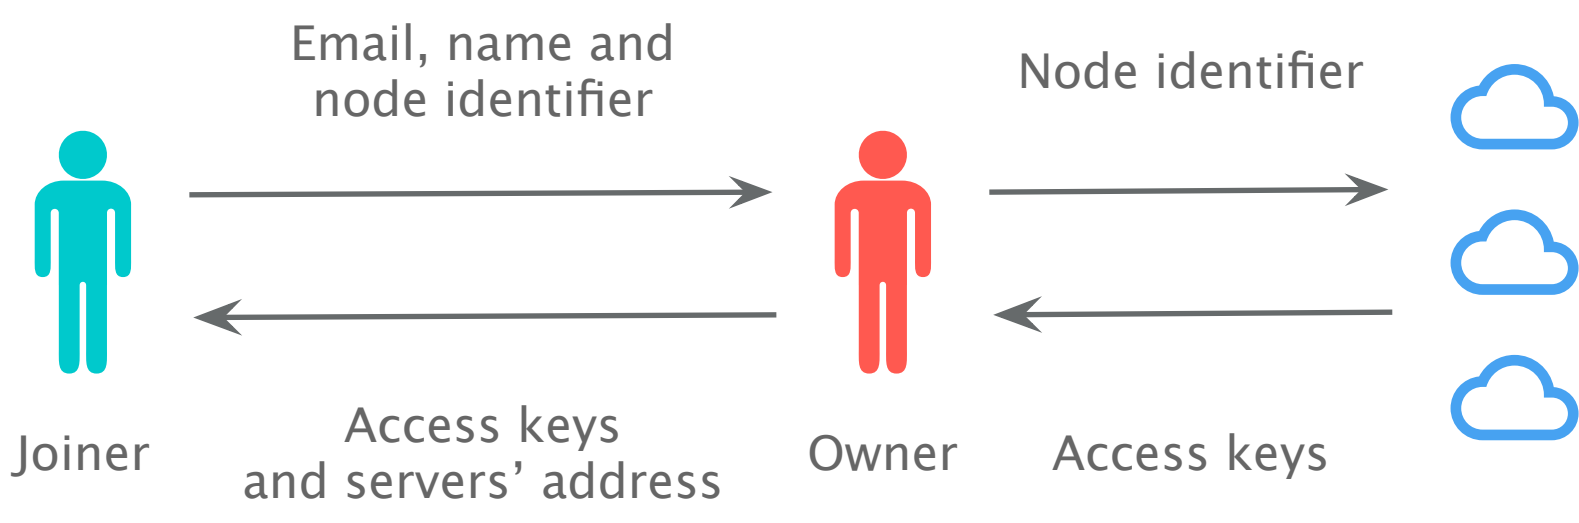 Email, name and
node identifier
Node identifier
Joiner
Access keys
and servers’ address
Owner
Access keys